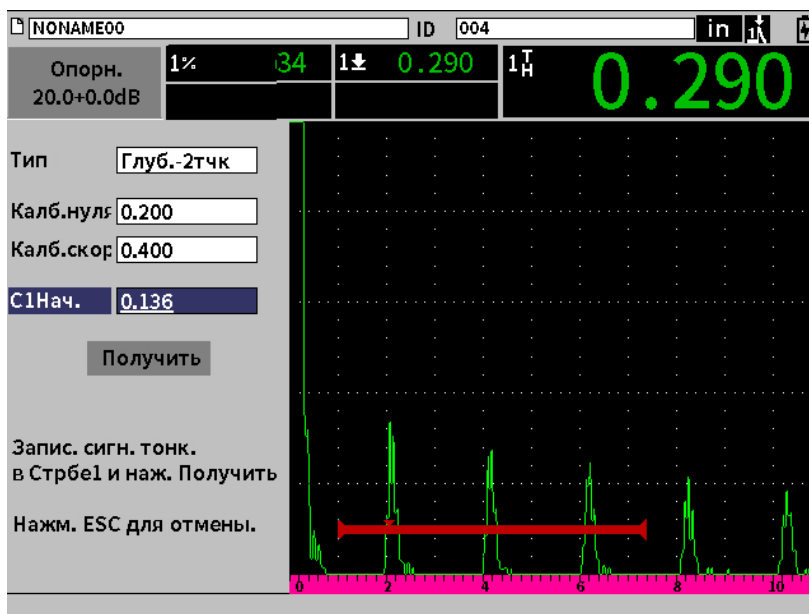 NONAME00 ID 004 in
Опорн.
20.0+0.0dB
1% 34 1 0.290 1 T H 0.290
Тип Глуб.-2тчк
Калб.нуля 0.200
Калб.скор 0.400
С1Нач. 0.136
Получить
Запис. сигн. тонк.
в Стрбе1 и наж. Получить
Нажм. ESC для отмены.
0 2 4 6 8 10